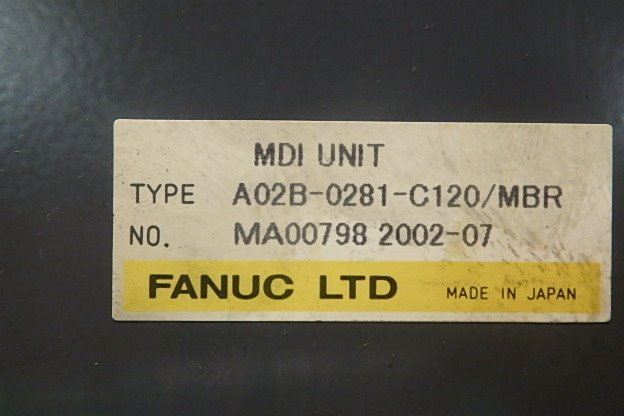 MDI UNIT
TYPE A02B-0281-C120/MBR
NO. MA00798 2002-07
FANUC LTD MADE IN JAPAN